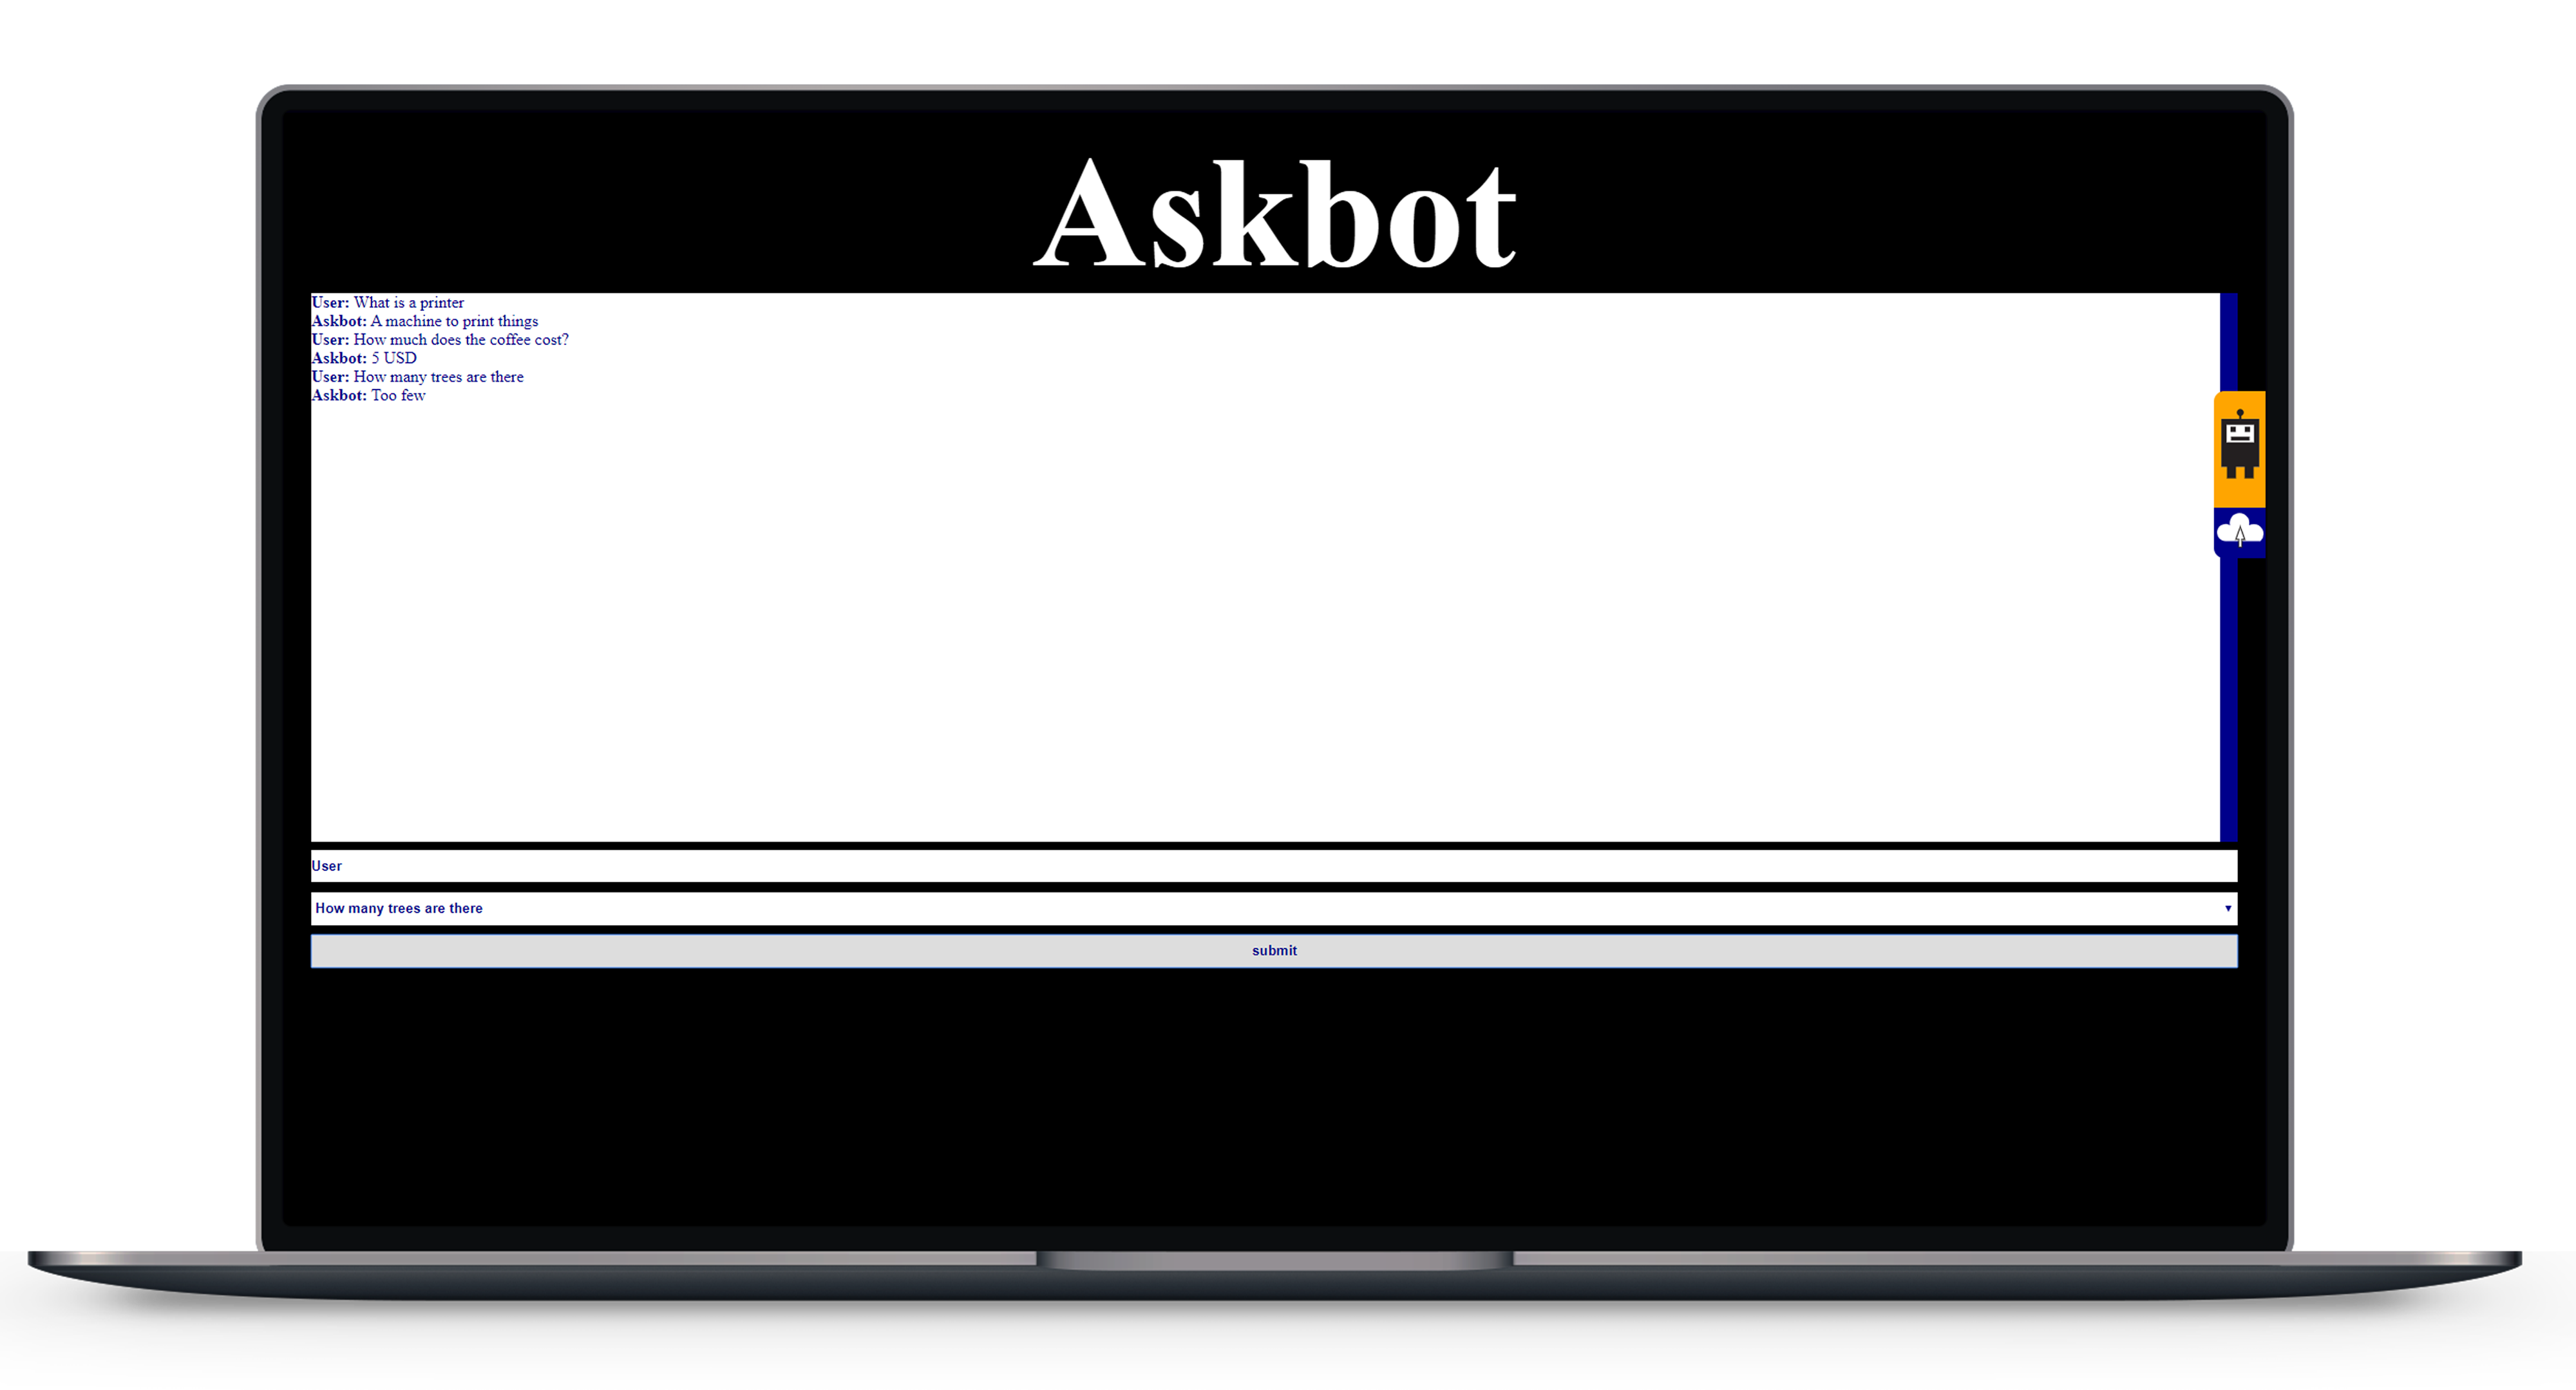 Askbot
User: What is a printer
Askbot: A machine to print things
User: How much does the coffee cost?
Askbot: 5 USD
User: How many trees are there
Askbot: Too few
User
How many trees are there
submit